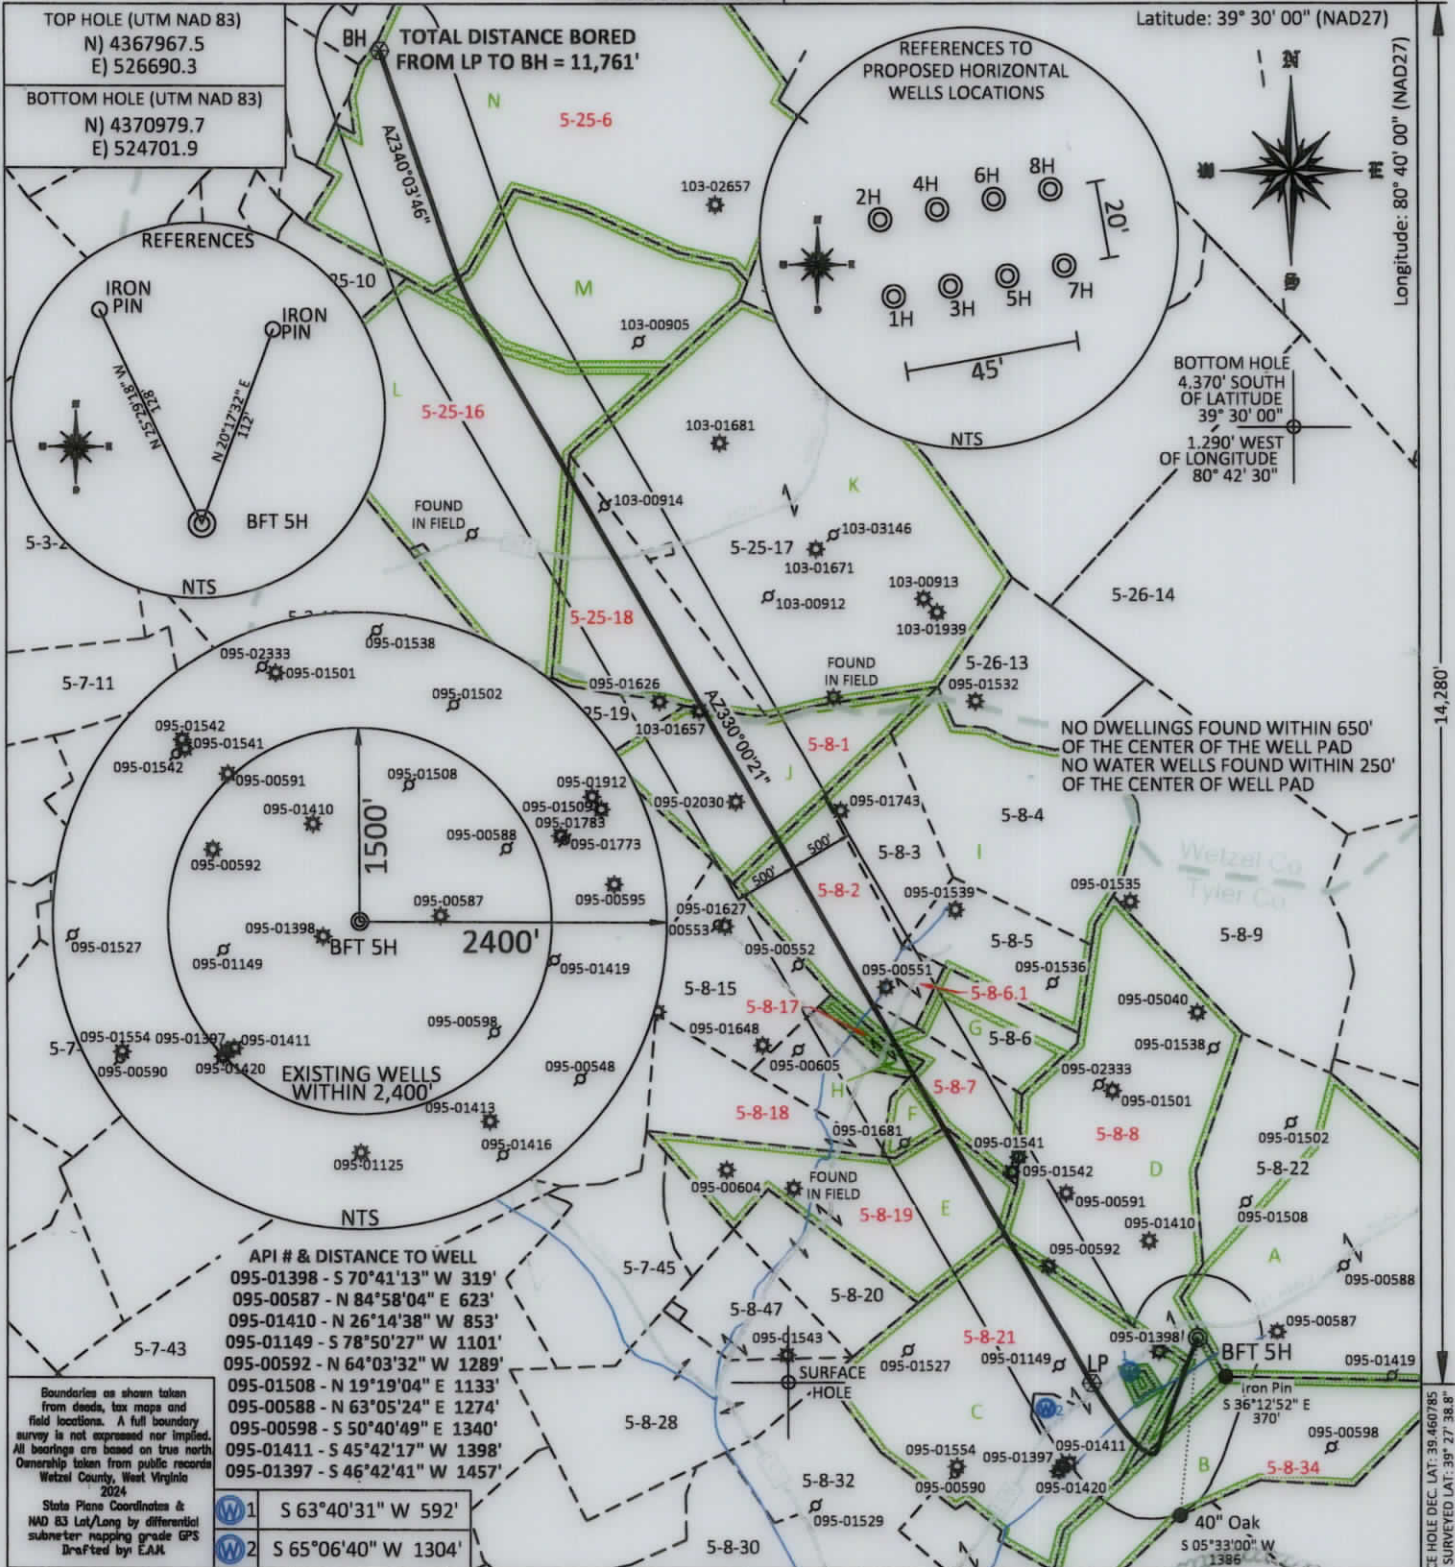 TOP HOLE (UTM NAD 83)
N) 4367967.5
E) 526690.3
BOTTOM HOLE (UTM NAD 83)
N) 4370979.7
E) 524701.9
BH
TOTAL DISTANCE BORED
FROM LP TO BH = 11,761'
AZ340°03'46"
N
5-25-6
103-02657
M
103-00905
REFERENCES TO
PROPOSED HORIZONTAL
WELLS LOCATIONS
2H
4H
6H
8H
1H
3H
5H
7H
20'
45'
NTS
Latitude: 39° 30' 00" (NAD27)
Longitude: 80° 40' 00" (NAD27)
N
BOTTOM HOLE
4.370' SOUTH
OF LATITUDE
39° 30' 00"
1.290' WEST
OF LONGITUDE
80° 42' 30"
14,280'
REFERENCES
IRON
PIN
IRON
PIN
N 25°29'18" W
128'
N 20°17'32" E
112'
BFT 5H
NTS
25-10
L
5-25-16
103-01681
FOUND
IN FIELD
103-00914
K
103-03146
5-25-17
103-01671
103-00912
103-00913
103-01939
5-26-14
5-25-18
FOUND
IN FIELD
5-26-13
095-01532
095-01626
25-19
103-01657
AZ330°00'21"
5-8-1
J
NO DWELLINGS FOUND WITHIN 650'
OF THE CENTER OF THE WELL PAD
NO WATER WELLS FOUND WITHIN 250'
OF THE CENTER OF WELL PAD
5-7-11
095-01538
095-02333
095-01501
095-01502
095-01542
095-01541
095-01542
095-00591
095-01508
095-01410
1500'
095-01912
095-01509
095-01783
095-01773
095-00588
095-00592
095-00595
095-00587
095-01398
BFT 5H
2400'
095-01527
095-01149
095-01419
095-00598
095-01554
095-01397
095-01411
095-00590
095-01420
095-00548
EXISTING WELLS
WITHIN 2,400'
095-01413
095-01416
095-01125
NTS
095-02030
095-01743
500'
500'
5-8-3
5-8-4
I
5-8-2
Wetzel Co.
Tyler Co.
095-01539
095-01535
095-01627
00553
095-00552
5-8-5
5-8-9
095-01536
5-8-15
095-00551
5-8-6.1
5-8-17
G
5-8-6
095-05040
095-01648
095-00605
095-01538
H
5-8-7
095-02333
095-01501
5-8-18
F
095-01681
095-01541
5-8-8
095-01502
095-01542
D
5-8-22
095-00604
FOUND
IN FIELD
5-8-19
E
095-00591
095-01508
095-01410
095-00592
A
095-00588
5-7-45
5-8-20
5-8-47
095-01543
5-8-21
095-01527
095-01149
095-01398
BFT 5H
095-00587
LP
1
2
095-01419
SURFACE
HOLE
Iron Pin
S 36°12'52" E
370'
C
5-8-28
095-01554
095-01397
095-01411
095-00590
095-01420
095-00598
B
5-8-34
5-8-32
095-01529
40" Oak
S 05°33'00" W
1386'
5-8-30
5-7-43
API # & DISTANCE TO WELL
095-01398 - S 70°41'13" W 319'
095-00587 - N 84°58'04" E 623'
095-01410 - N 26°14'38" W 853'
095-01149 - S 78°50'27" W 1101'
095-00592 - N 64°03'32" W 1289'
095-01508 - N 19°19'04" E 1133'
095-00588 - N 63°05'24" E 1274'
095-00598 - S 50°40'49" E 1340'
095-01411 - S 45°42'17" W 1398'
095-01397 - S 46°42'41" W 1457'
Boundaries as shown taken
from deeds, tax maps and
field locations. A full boundary
survey is not expressed nor implied.
All bearings are based on true north
Ownership taken from public records
Wetzel County, West Virginia
2024
State Plane Coordinates &
NAD 83 Lat/Long by differential
submeter mapping grade GPS
Drafted by: E.A.M.
W 1 S 63°40'31" W 592'
W 2 S 65°06'40" W 1304'
HOLE DEC. LAT: 39.460785
SURVEYED LAT: 39° 27' 38.8"